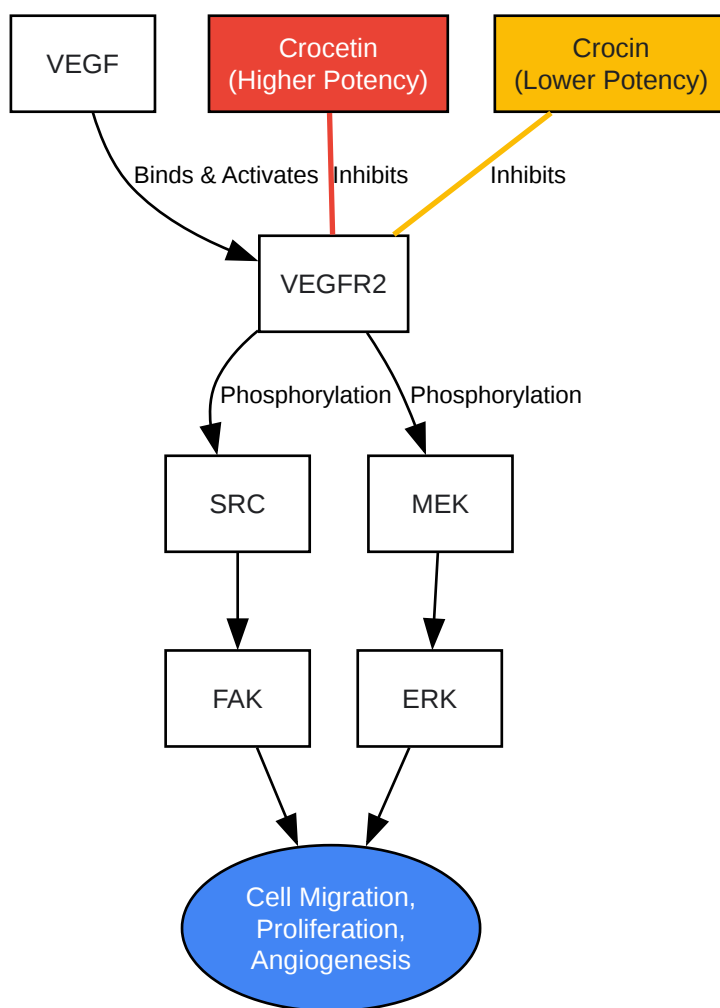 VEGF
Crocetin
(Higher Potency)
Crocin
(Lower Potency)
Binds & Activates
Inhibits
Inhibits
VEGFR2
Phosphorylation
Phosphorylation
SRC
MEK
FAK
ERK
Cell Migration,
Proliferation,
Angiogenesis